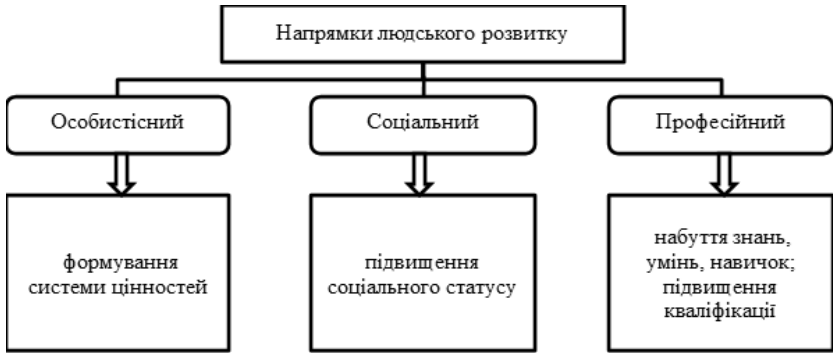 Напрямки людського розвитку
Особистісний
Соціальний
Професійний
формування
системи цінностей
підвищення
соціального статусу
набуття знань,
умінь, навичок;
підвищення
кваліфікації